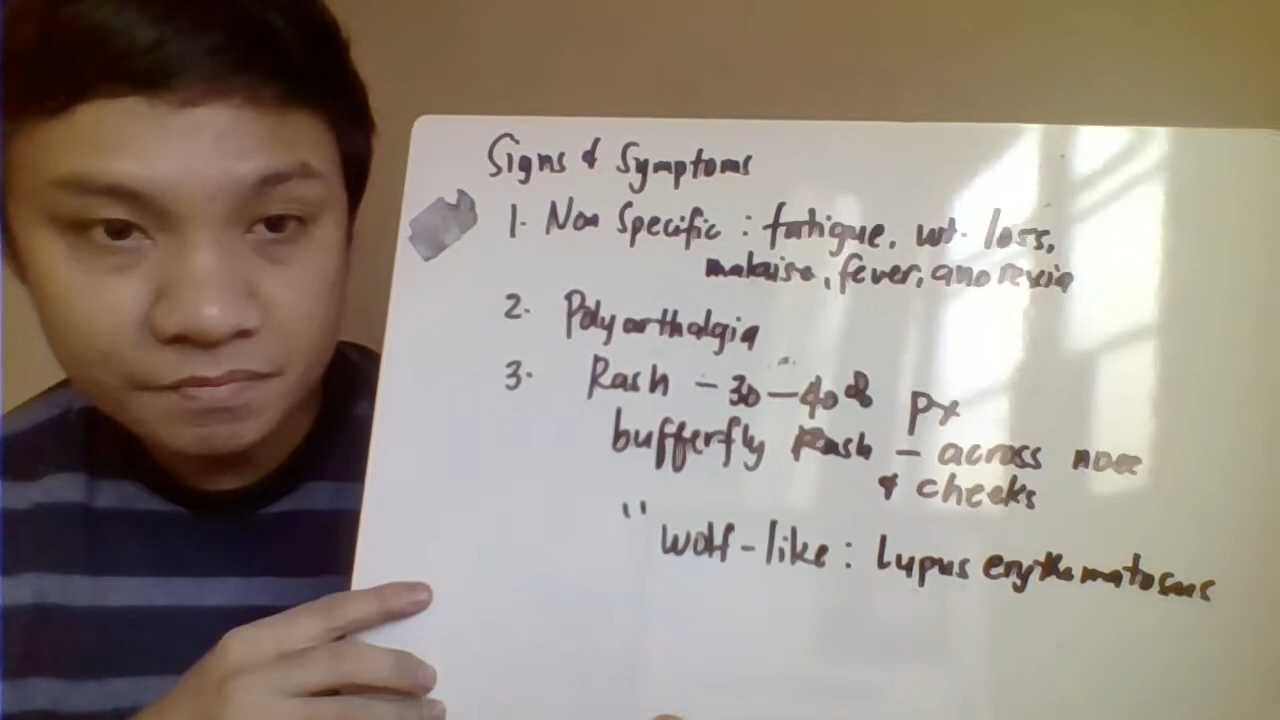 Signs & Symptoms
1. Non Specific : fatigue, wt. loss,
malaise, fever, anorexia
2. Polyarthalgia
3. Rash - 30-40% px
butterfly Rash - across nose
& cheeks
" wolf-like : Lupus erythematosus